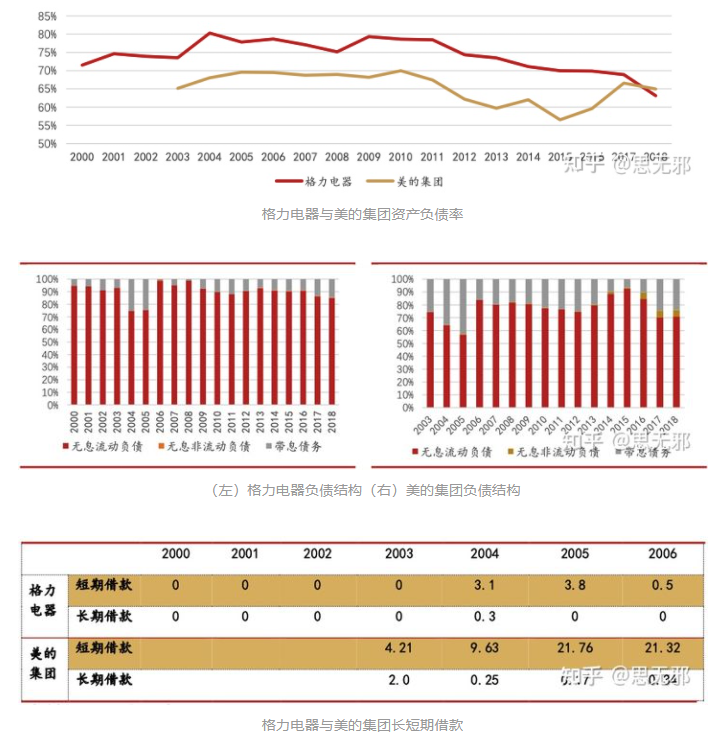 85%
80%
75%
70%
65%
60%
55%
50%
2000 2001 2002 2003 2004 2005 2006 2007 2008 2009 2010 2011 2012 2013 2014 2015 2016 2017 2018
知乎 @思无邪
格力电器 美的集团
格力电器与美的集团资产负债率
100%
90%
80%
70%
60%
50%
40%
30%
20%
10%
0%
2000 2001 2002 2003 2004 2005 2006 2007 2008 2009 2010 2011 2012 2013 2014 2015 2016 2017 2018
无息流动负债 无息非流动负债 带息债务
100%
90%
80%
70%
60%
50%
40%
30%
20%
10%
0%
2003 2004 2005 2006 2007 2008 2009 2010 2011 2012 2013 2014 2015 2016 2017 2018
知乎 @思无邪
无息流动负债 无息非流动负债 带息债务
（左）格力电器负债结构（右）美的集团负债结构
2000 2001 2002 2003 2004 2005 2006
格力电器 短期借款 0 0 0 0 3.1 3.8 0.5
长期借款 0 0 0 0 0.3 0 0
美的集团 短期借款 4.21 9.63 21.76 21.32
长期借款 2.0 0.25 0.34
知乎 @思无邪
格力电器与美的集团长短期借款